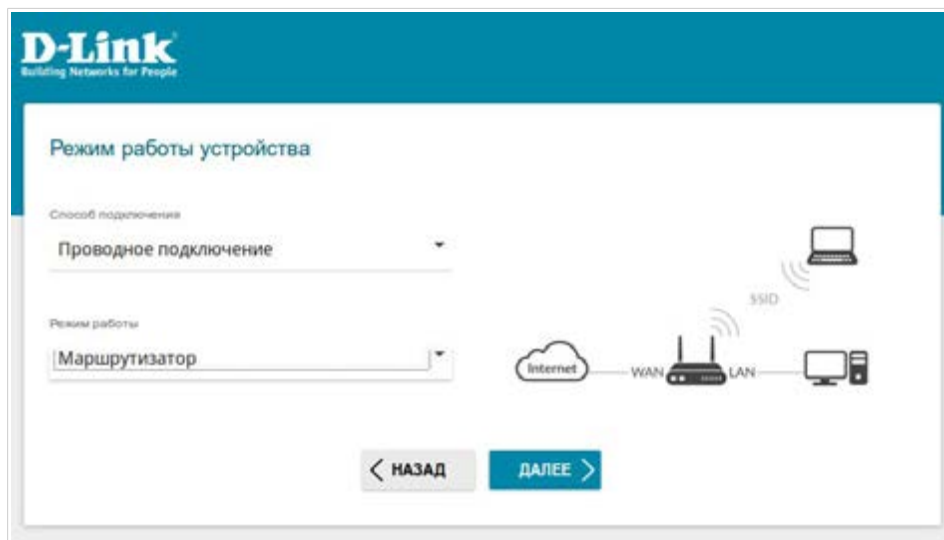 D-Link
Building Networks for People
Режим работы устройства
Способ подключения
Проводное подключение
Режим работы
Маршрутизатор
SSID
Internet
WAN
LAN
НАЗАД
ДАЛЕЕ